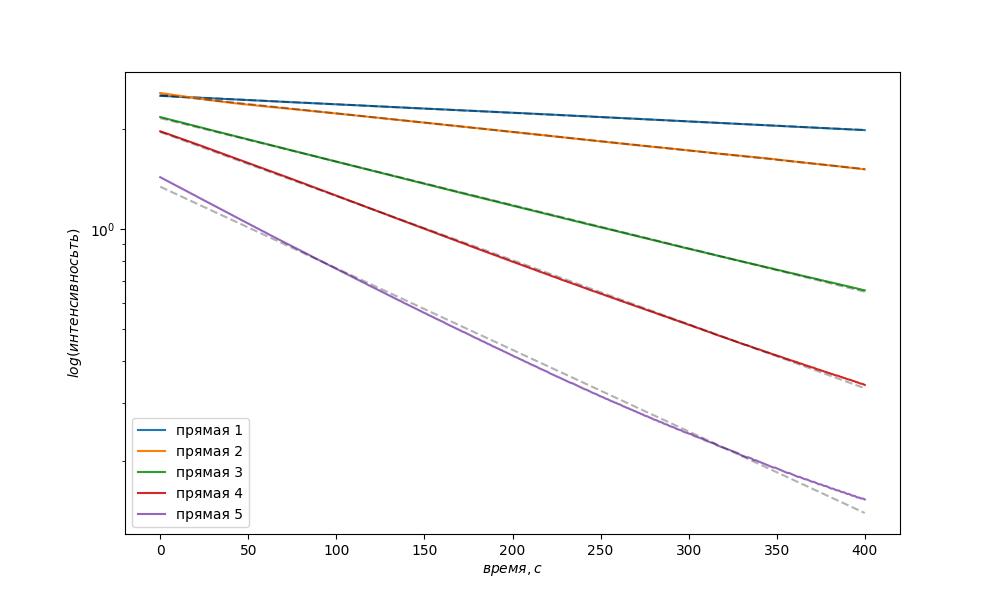 10⁰
log(интенсивносьть)
прямая 1
прямая 2
прямая 3
прямая 4
прямая 5
0 50 100 150 200 250 300 350 400
время, с